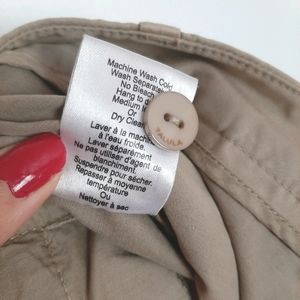 Machine Wash Cold
Wash Separately
No Bleach
Hang to
Medium
Or
Dry Clean
Laver à la machine
à l'eau froide.
Laver séparément
Ne pas utiliser d'agent de
blanchiment.
Suspendre pour sécher.
Repasser à moyenne
température
Ou
Nettoyer à sec